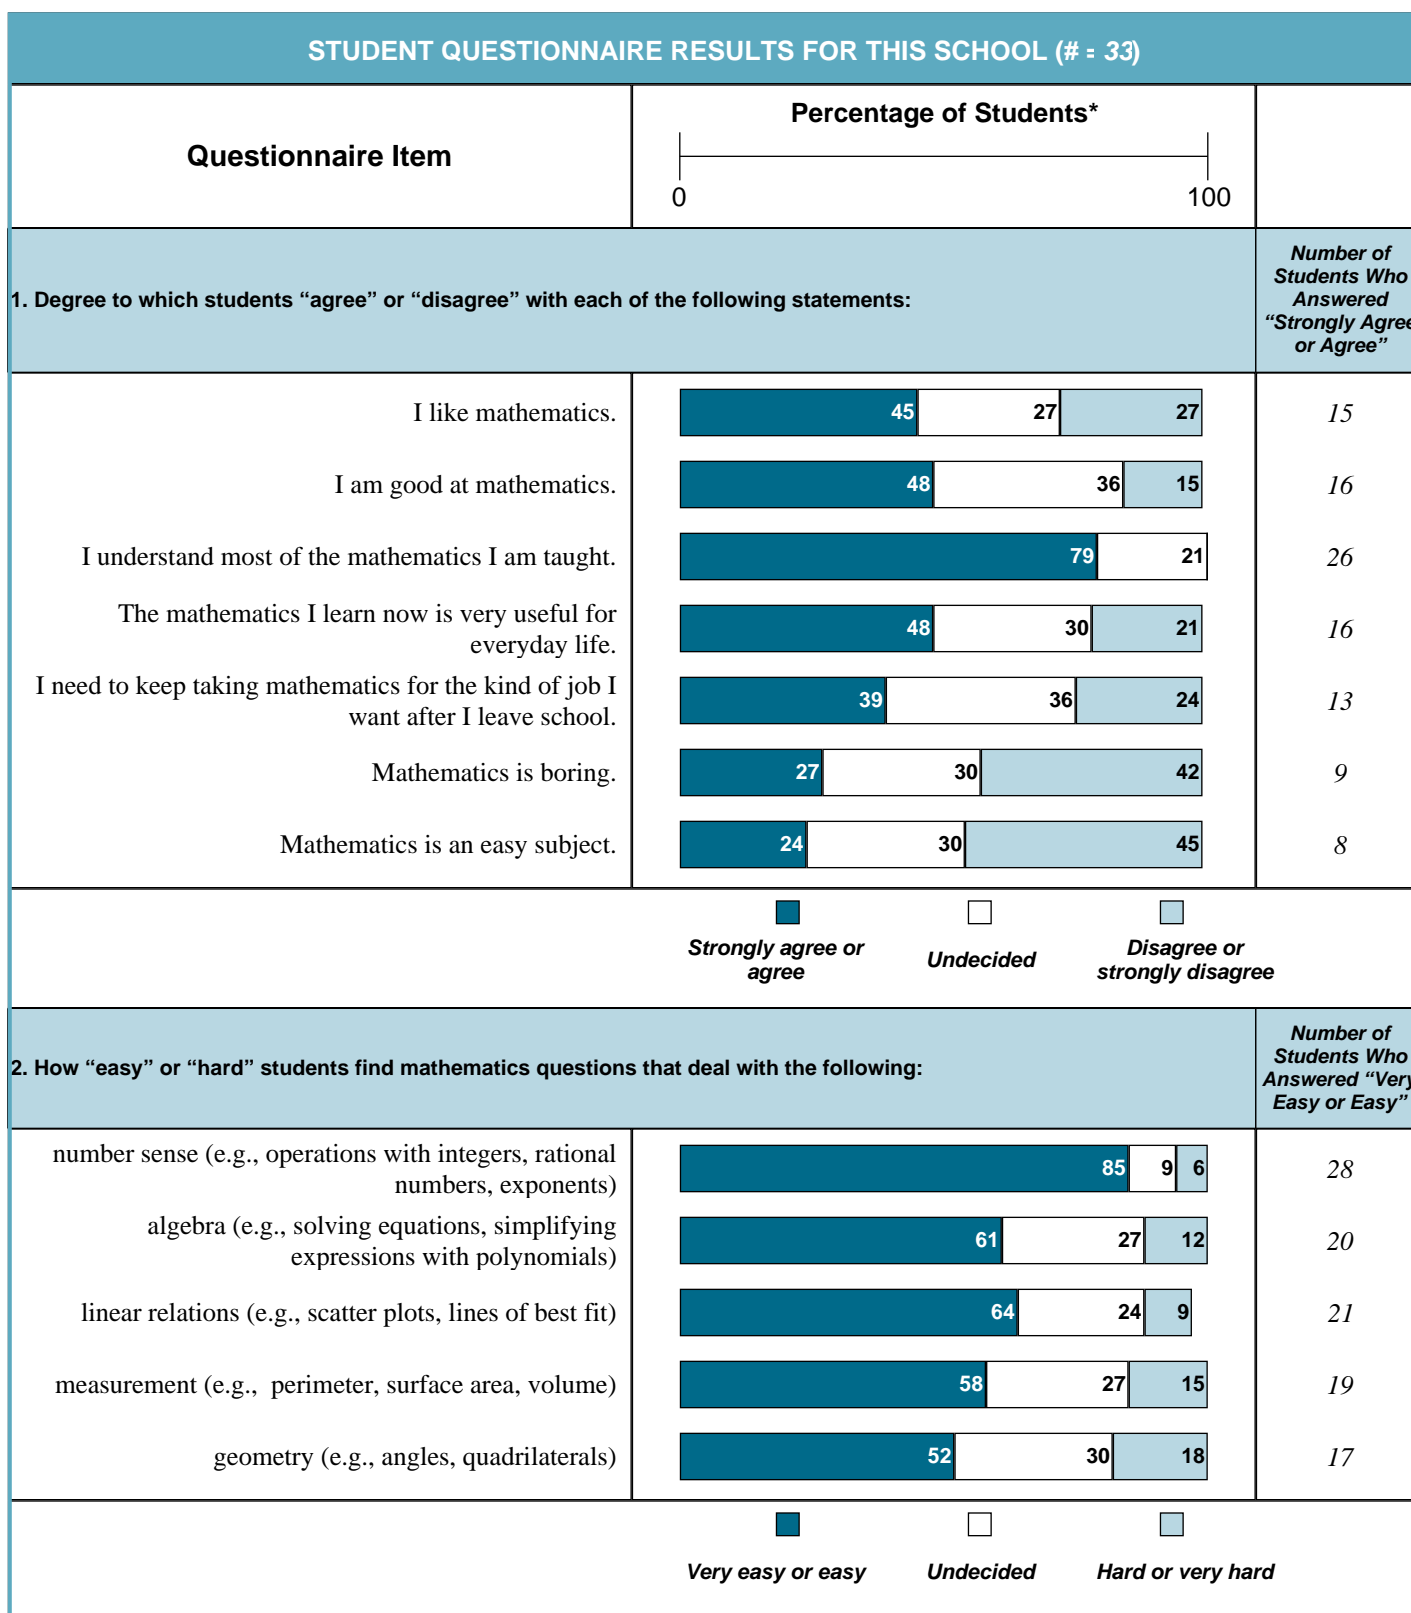 STUDENT QUESTIONNAIRE RESULTS FOR THIS SCHOOL (# = 33)
Questionnaire Item
Percentage of Students*
0 100
1. Degree to which students “agree” or “disagree” with each of the following statements:
Number of
Students Who
Answered
“Strongly Agree
or Agree”
I like mathematics. 45 27 27 15
I am good at mathematics. 48 36 15 16
I understand most of the mathematics I am taught. 79 21 26
The mathematics I learn now is very useful for
everyday life. 48 30 21 16
I need to keep taking mathematics for the kind of job I
want after I leave school. 39 36 24 13
Mathematics is boring. 27 30 42 9
Mathematics is an easy subject. 24 30 45 8
Strongly agree or
agree
Undecided
Disagree or
strongly disagree
2. How “easy” or “hard” students find mathematics questions that deal with the following:
Number of
Students Who
Answered “Very
Easy or Easy”
number sense (e.g., operations with integers, rational
numbers, exponents) 85 9 6 28
algebra (e.g., solving equations, simplifying
expressions with polynomials) 61 27 12 20
linear relations (e.g., scatter plots, lines of best fit) 64 24 9 21
measurement (e.g., perimeter, surface area, volume) 58 27 15 19
geometry (e.g., angles, quadrilaterals) 52 30 18 17
Very easy or easy Undecided Hard or very hard